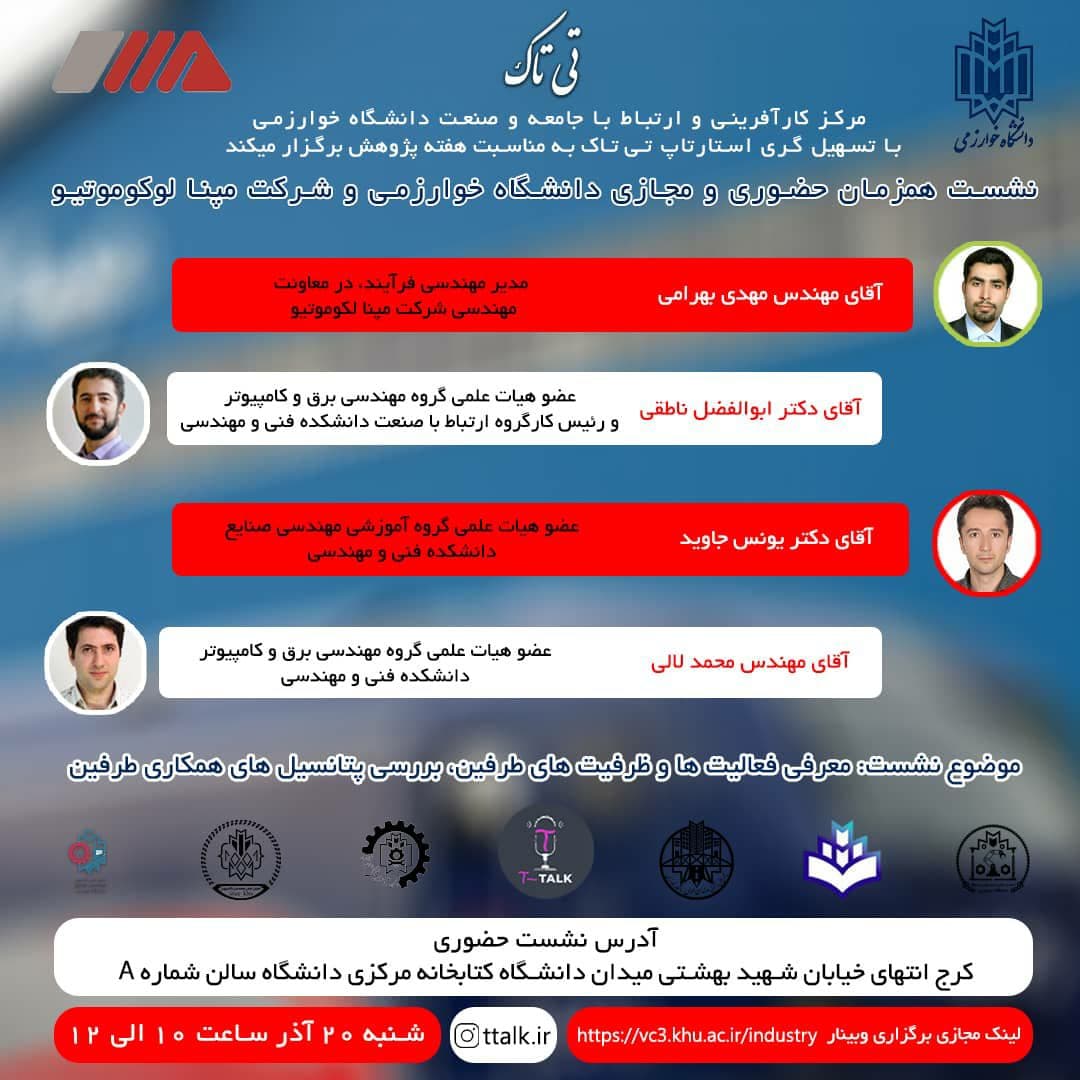 تی تاک
دانشگاه خوارزمی
مرکز کارآفرینی و ارتباط با جامعه و صنعت دانشگاه خوارزمی
با تسهیل گری استارتاپ تی تاک به مناسبت هفته پژوهش برگزار میکند
نشست همزمان حضوری و مجازی دانشگاه خوارزمی و شرکت مپنا لوکوموتیو
آقای مهندس مهدی بهرامی
مدیر مهندسی فرآیند، در معاونت
مهندسی شرکت مپنا لکوموتیو
آقای دکتر ابوالفضل ناطقی
عضو هیات علمی گروه مهندسی برق و کامپیوتر
و رئیس کارگروه ارتباط با صنعت دانشکده فنی و مهندسی
آقای دکتر یونس جاوید
عضو هیات علمی گروه آموزشی مهندسی صنایع
دانشکده فنی و مهندسی
آقای مهندس محمد لالی
عضو هیات علمی گروه مهندسی برق و کامپیوتر
دانشکده فنی و مهندسی
موضوع نشست: معرفی فعالیت ها و ظرفیت های طرفین، بررسی پتانسیل های همکاری طرفین
T-TALK
آدرس نشست حضوری
کرج انتهای خیابان شهید بهشتی میدان دانشگاه کتابخانه مرکزی دانشگاه سالن شماره A
لینک مجازی برگزاری وبینار https://vc3.khu.ac.ir/industry
ttalk.ir
شنبه ۲۰ آذر ساعت ۱۰ الی ۱۲